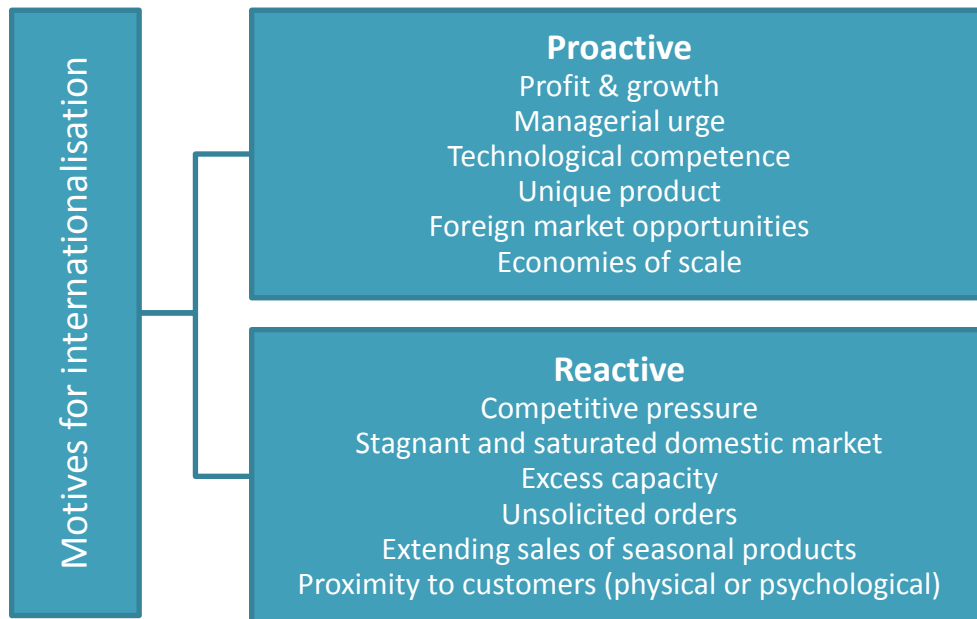 Motives for internationalisation
Proactive
Profit & growth
Managerial urge
Technological competence
Unique product
Foreign market opportunities
Economies of scale
Reactive
Competitive pressure
Stagnant and saturated domestic market
Excess capacity
Unsolicited orders
Extending sales of seasonal products
Proximity to customers (physical or psychological)